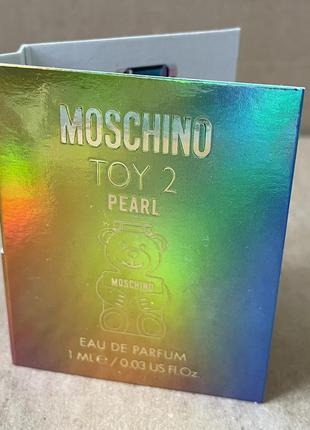 MOSCHINO
TOY 2
PEARL
MOSCHINO
EAU DE PARFUM
1 ML ℮ / 0.03 US Fl.Oz.